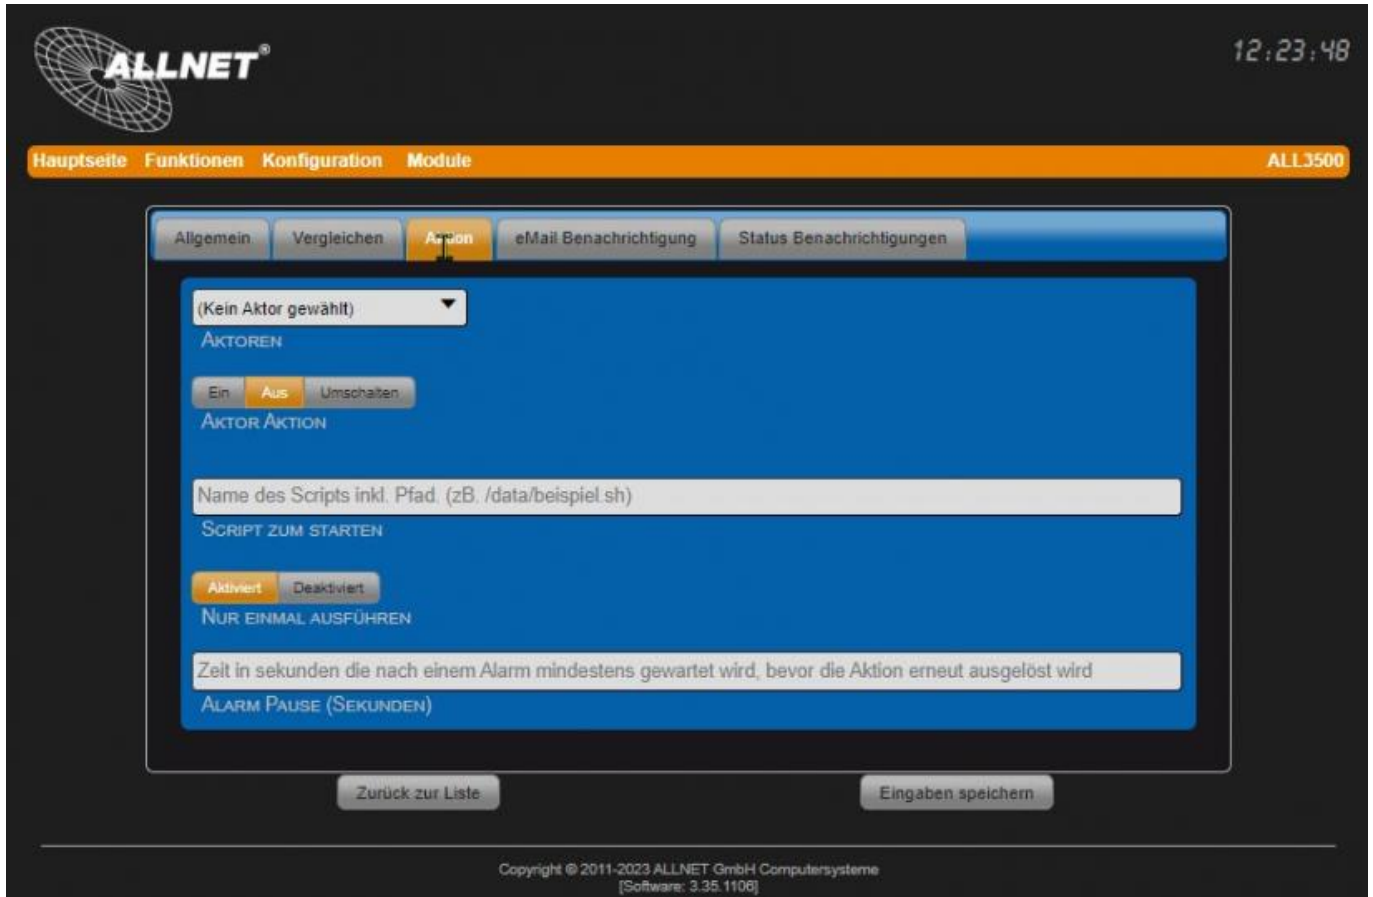 ALLNET®
12:23:48
Hauptseite Funktionen Konfiguration Module ALL3500
Allgemein Vergleichen Aktion eMail Benachrichtigung Status Benachrichtigungen
(Kein Aktor gewählt)
AKTOREN
Ein Aus Umschalten
AKTOR AKTION
Name des Scripts inkl. Pfad. (zB. /data/beispiel.sh)
SCRIPT ZUM STARTEN
Aktiviert Deaktiviert
NUR EINMAL AUSFÜHREN
Zeit in sekunden die nach einem Alarm mindestens gewartet wird, bevor die Aktion erneut ausgelöst wird
ALARM PAUSE (SEKUNDEN)
Zurück zur Liste Eingaben speichern
Copyright © 2011-2023 ALLNET GmbH Computersysteme
[Software: 3.35.1106]